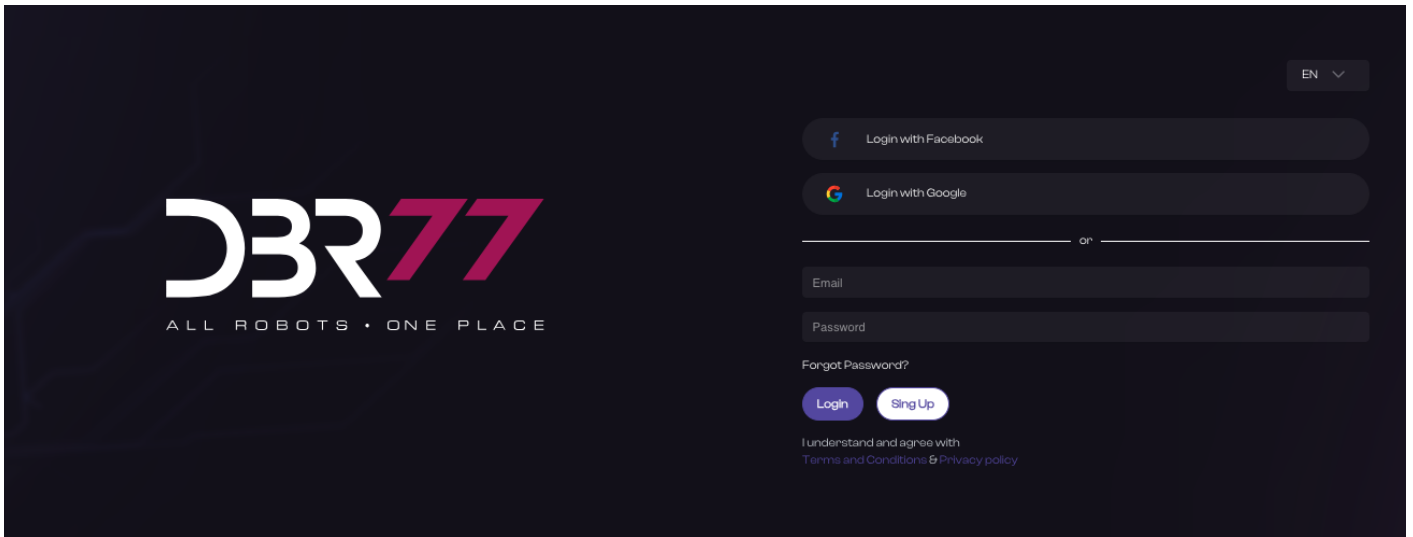 EN
Login with Facebook
Login with Google
or
DBR77
ALL ROBOTS • ONE PLACE
Email
Password
Forgot Password?
Login
Sing Up
I understand and agree with
Terms and Conditions & Privacy policy